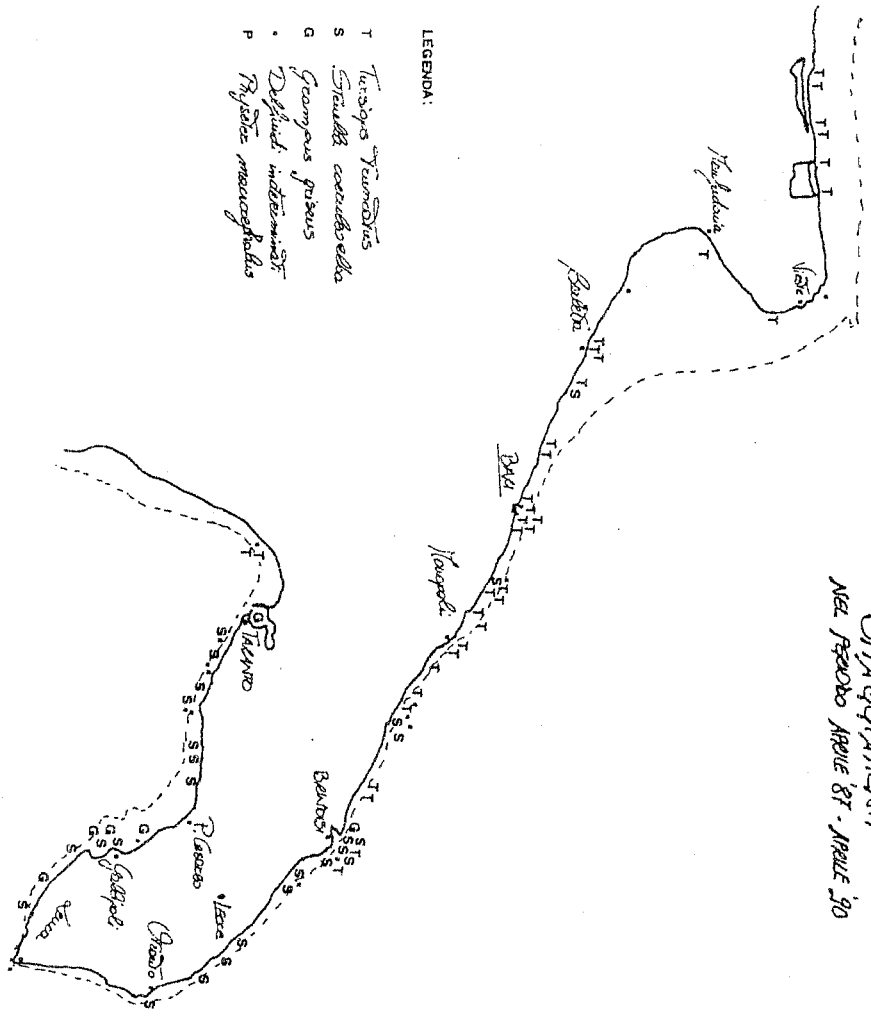 SPIAGGIAMENTI
NEL PERIODO APRILE '87 - APRILE '90
T T T T T T
Vieste
T
Manfredonia
T
Barletta
T T T
T S
T T
BARI
T T T T T T
T T S T
T T
Monopoli
T T
T
T T
S S
T T
BRINDISI
G S T S S T S T
S
S S
Lecce
S S S
Otranto
S
Leuca
S G S
Gallipoli
G S G S G
P. Cesareo
S S S
S S
S S
TARANTO
G
T T
LEGENDA:
T Tursiops Truncatus
S Stenella coeruleoalba
G Grampus griseus
• Delfinidi indeterminati
P Physeter macrocephalus